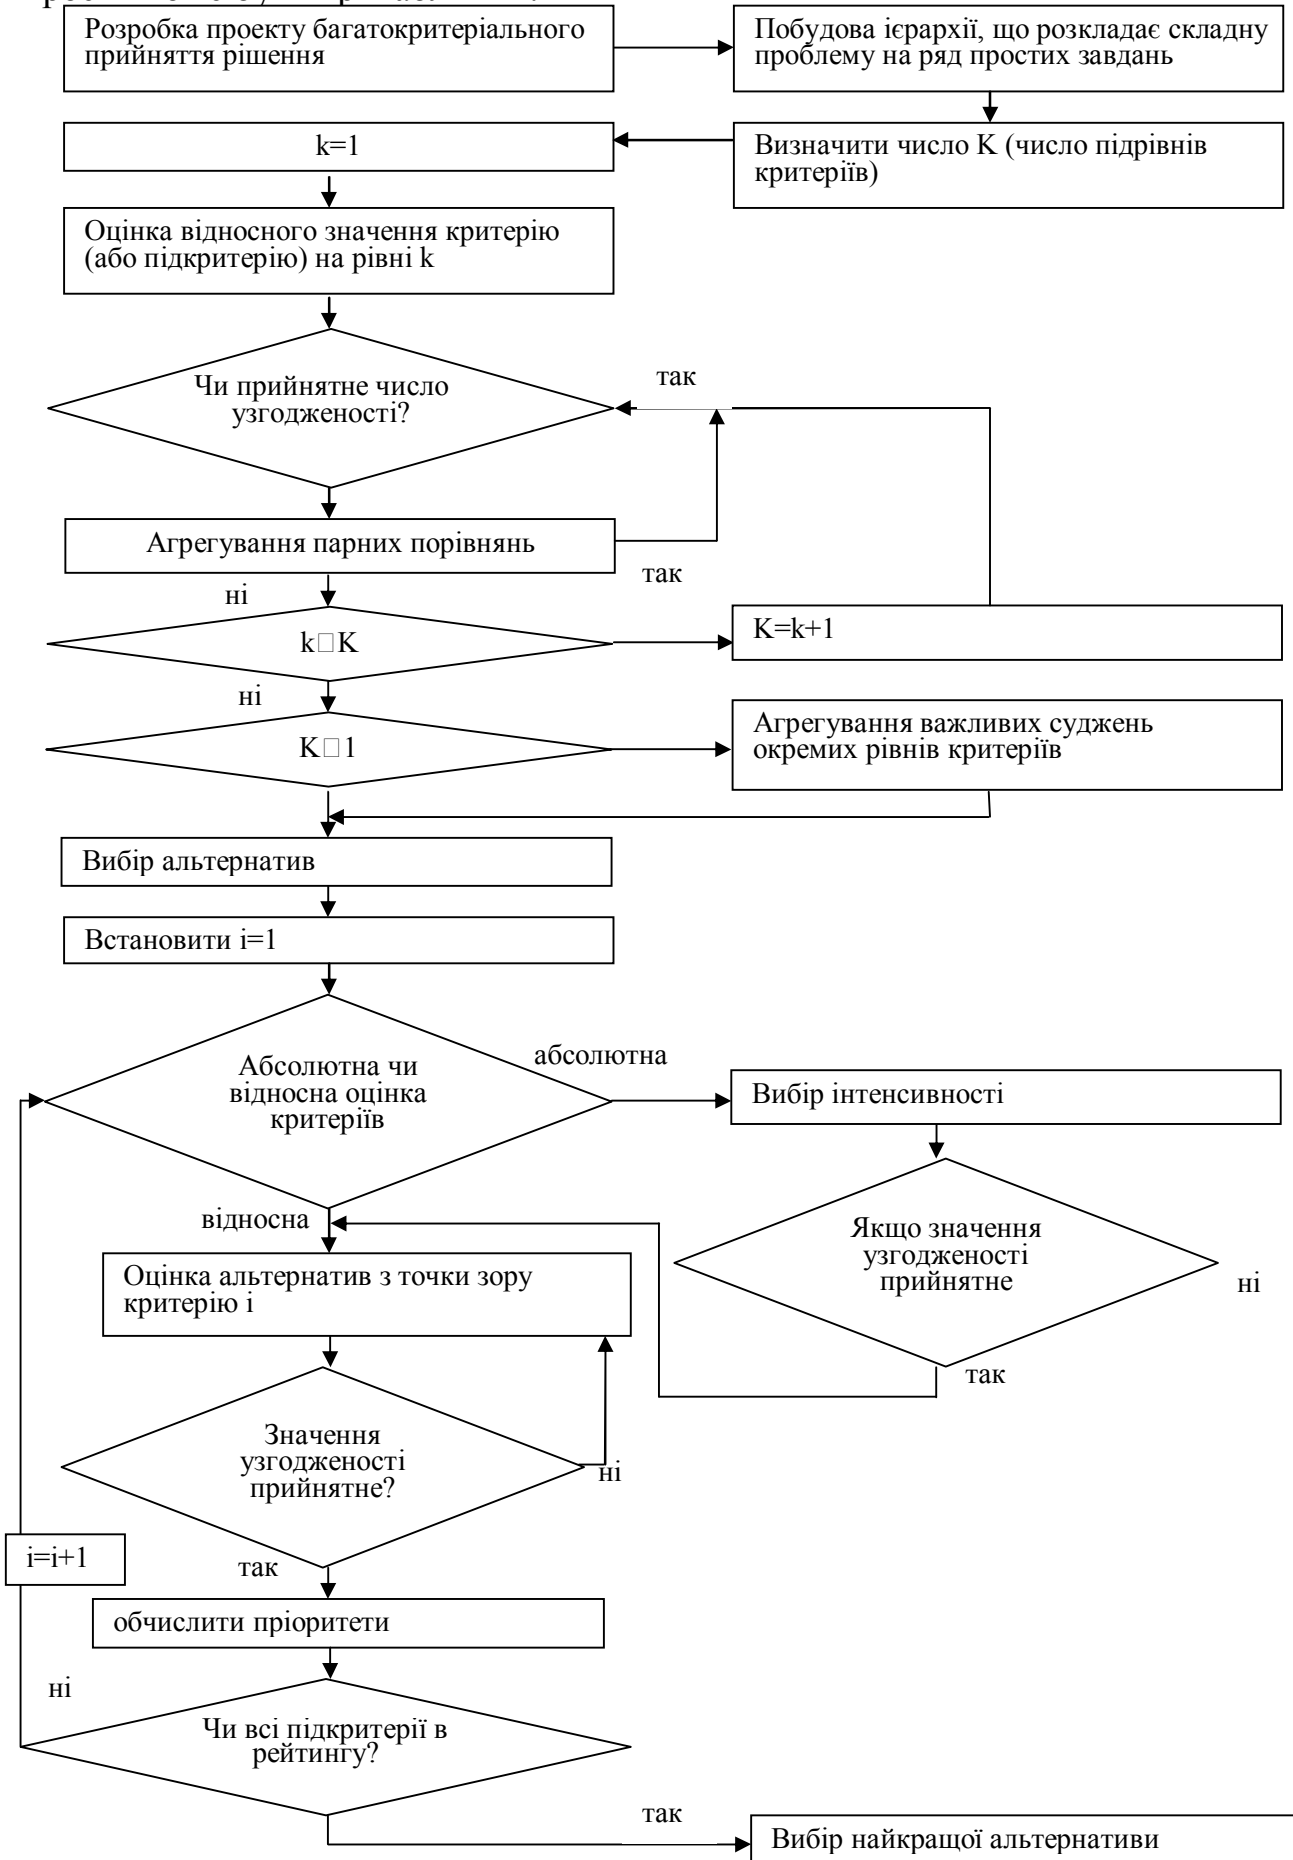 Розробка проекту багатокритеріального
прийняття рішення
Побудова ієрархії, що розкладає складну
проблему на ряд простих завдань
k=1
Визначити число K (число підрівнів
критеріїв)
Оцінка відносного значення критерію
(або підкритерію) на рівні k
Чи прийнятне число
узгодженості?
так
Агрегування парних порівнянь
так
ні
k□K
K=k+1
ні
K□1
Агрегування важливих суджень
окремих рівнів критеріїв
Вибір альтернатив
Встановити i=1
Абсолютна чи
відносна оцінка
критеріїв
абсолютна
Вибір інтенсивності
відносна
Якщо значення
узгодженості
прийнятне
ні
Оцінка альтернатив з точки зору
критерію і
так
Значення
узгодженості
прийнятне?
ні
i=i+1
так
обчислити пріоритети
ні
Чи всі підкритерії в
рейтингу?
так
Вибір найкращої альтернативи